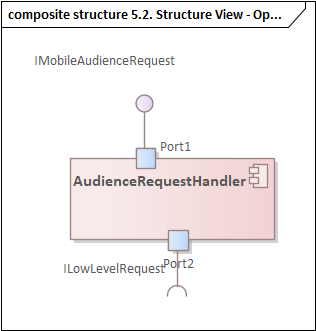 composite structure 5.2. Structure View - Op...
IMobileAudienceRequest
Port1
AudienceRequestHandler
ILowLevelRequest
Port2